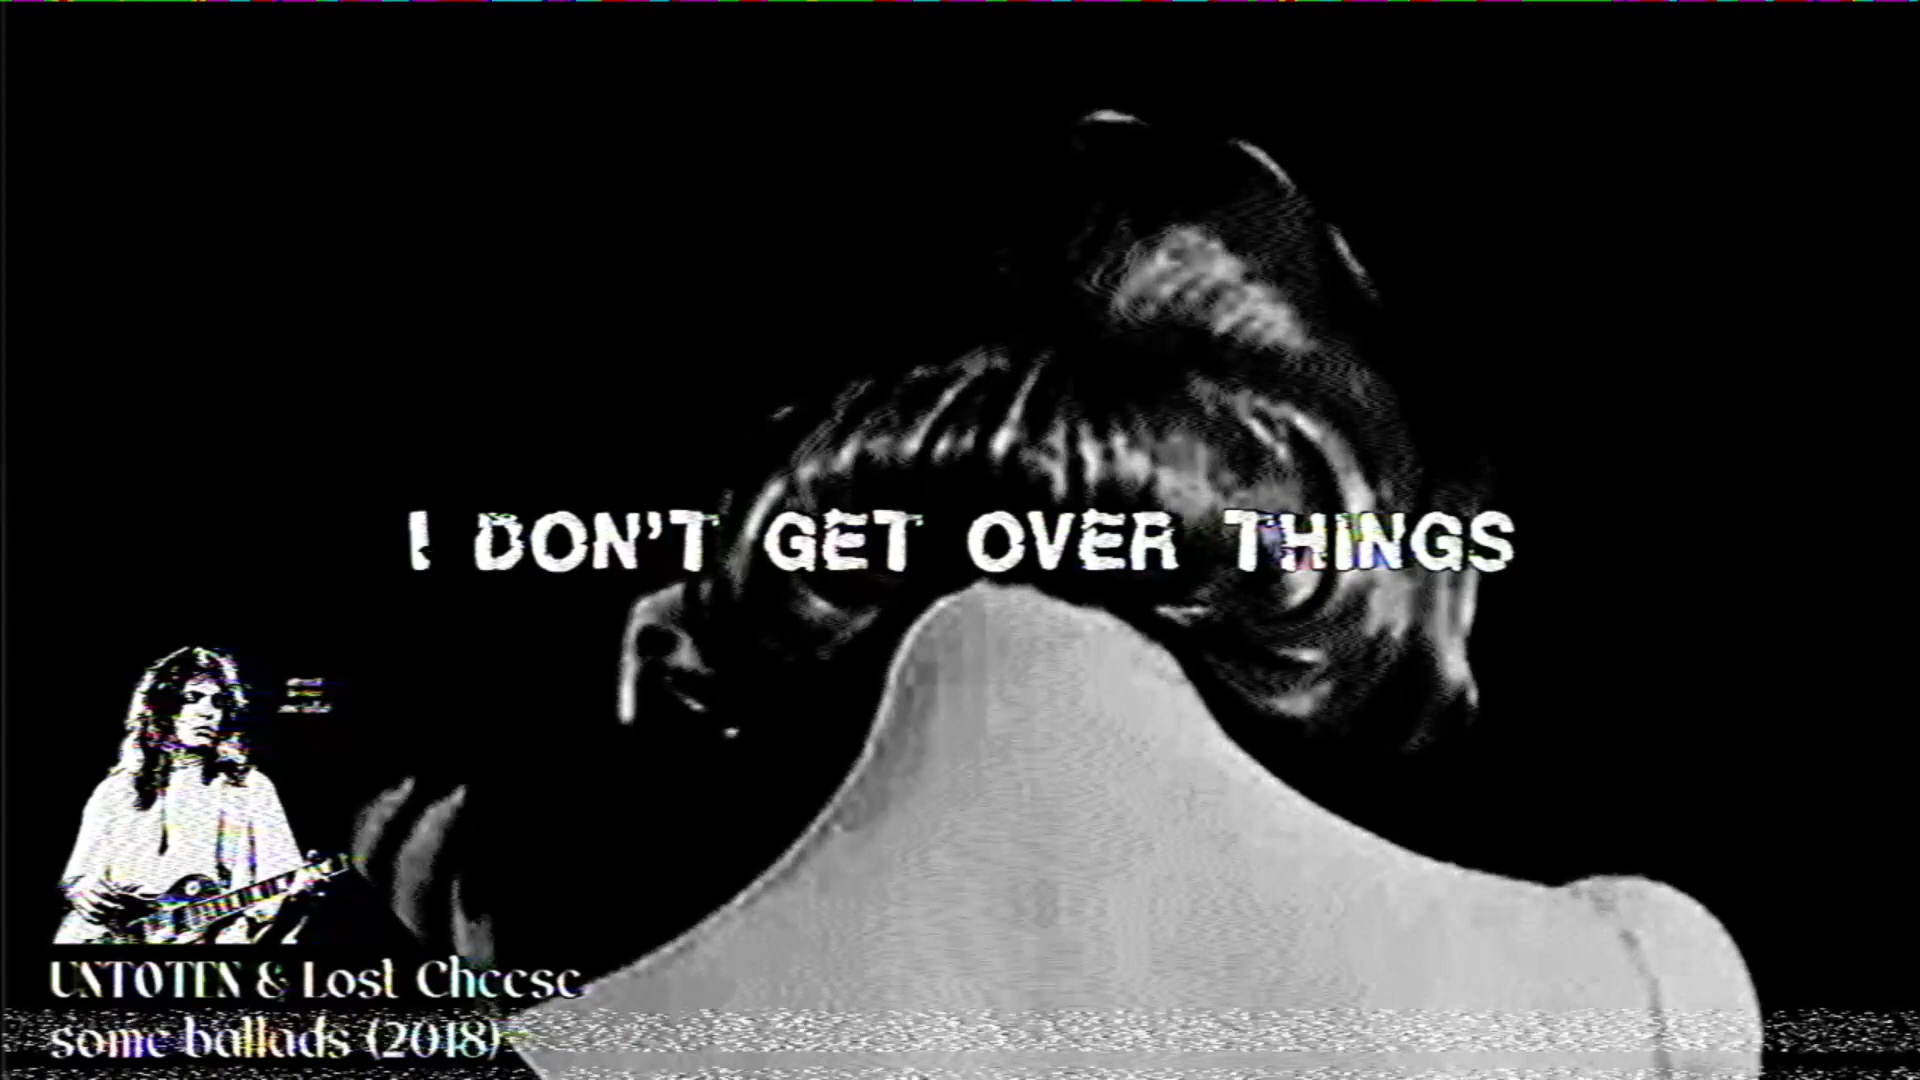 I DON'T GET OVER THINGS
UNTOTEN & Lost Cheese
some ballads (2018)